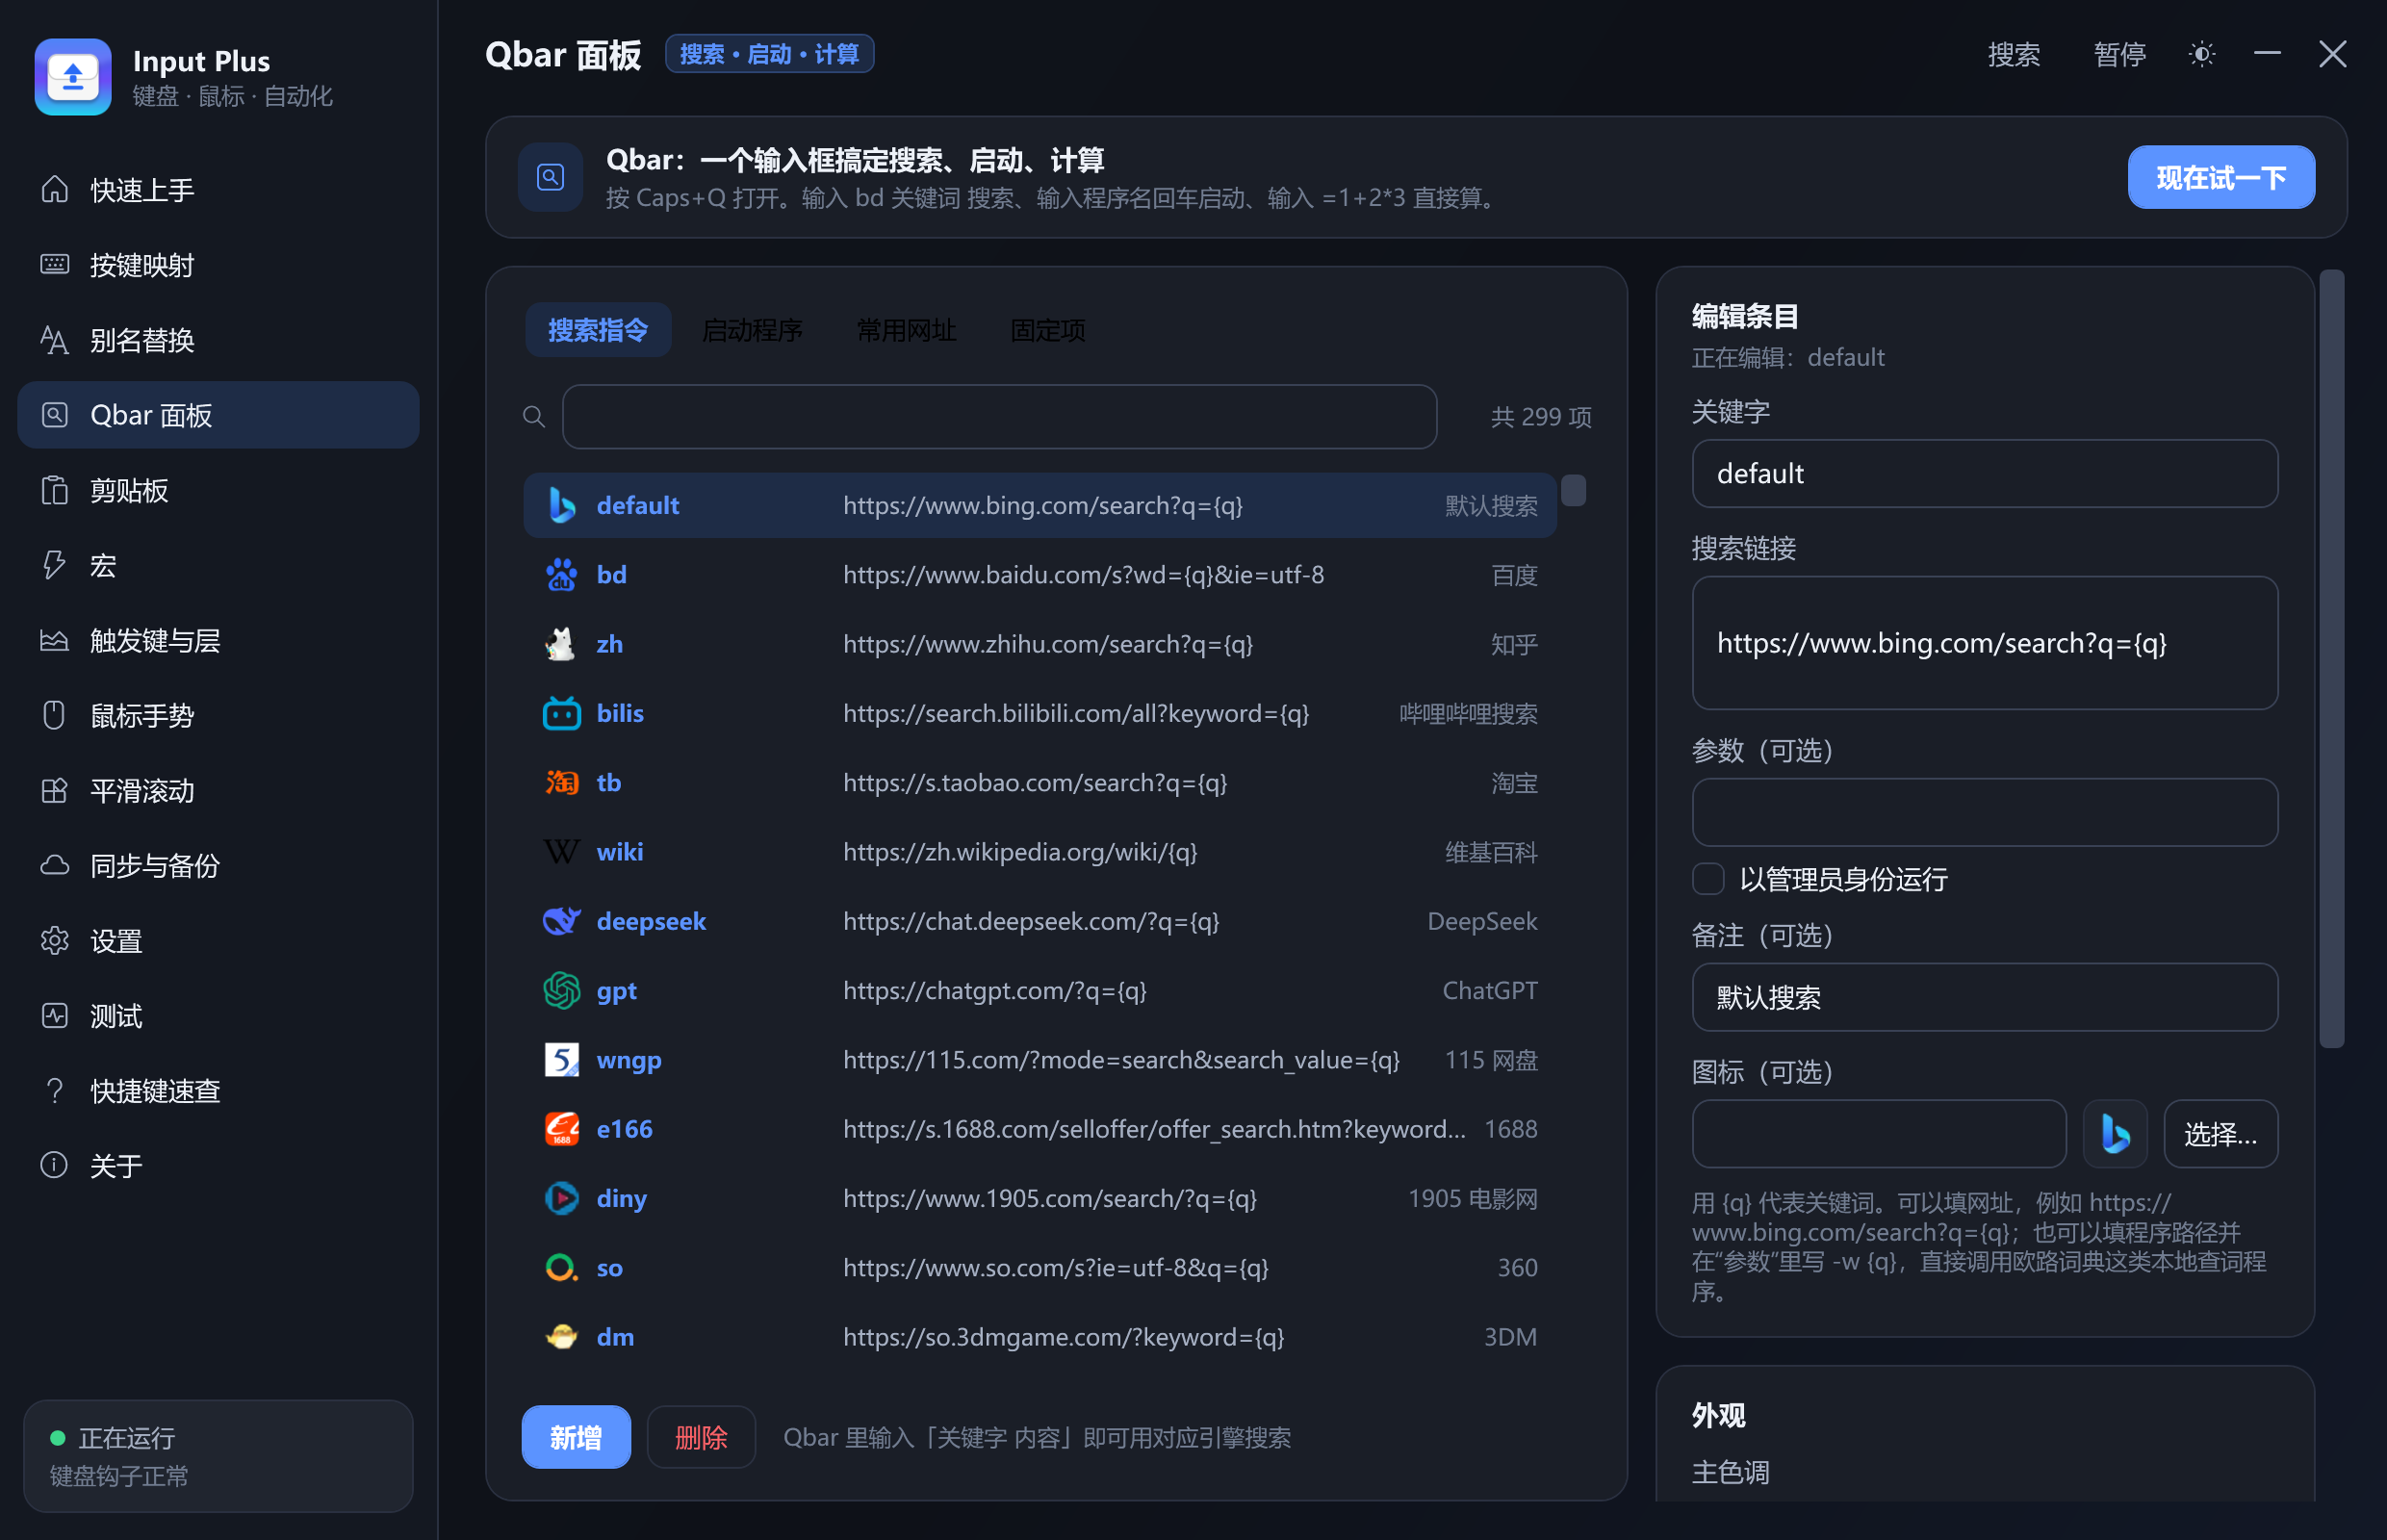 Input Plus
键盘 · 鼠标 · 自动化
快速上手
按键映射
别名替换
Qbar 面板
剪贴板
宏
触发键与层
鼠标手势
平滑滚动
同步与备份
设置
测试
快捷键速查
关于
正在运行
键盘钩子正常
Qbar 面板 搜索 • 启动 • 计算
搜索 暂停
Qbar：一个输入框搞定搜索、启动、计算
按 Caps+Q 打开。输入 bd 关键词 搜索、输入程序名回车启动、输入 =1+2*3 直接算。
现在试一下
搜索指令 启动程序 常用网址 固定项
共 299 项
default https://www.bing.com/search?q={q} 默认搜索
bd https://www.baidu.com/s?wd={q}&ie=utf-8 百度
zh https://www.zhihu.com/search?q={q} 知乎
bilis https://search.bilibili.com/all?keyword={q} 哔哩哔哩搜索
淘 tb https://s.taobao.com/search?q={q} 淘宝
W wiki https://zh.wikipedia.org/wiki/{q} 维基百科
deepseek https://chat.deepseek.com/?q={q} DeepSeek
gpt https://chatgpt.com/?q={q} ChatGPT
5 wngp https://115.com/?mode=search&search_value={q} 115 网盘
1688 e166 https://s.1688.com/selloffer/offer_search.htm?keyword... 1688
diny https://www.1905.com/search/?q={q} 1905 电影网
so https://www.so.com/s?ie=utf-8&q={q} 360
dm https://so.3dmgame.com/?keyword={q} 3DM
新增 删除 Qbar 里输入「关键字 内容」即可用对应引擎搜索
编辑条目
正在编辑：default
关键字
default
搜索链接
https://www.bing.com/search?q={q}
参数（可选）
以管理员身份运行
备注（可选）
默认搜索
图标（可选）
选择...
用 {q} 代表关键词。可以填网址，例如 https://
www.bing.com/search?q={q}；也可以填程序路径并
在“参数”里写 -w {q}，直接调用欧路词典这类本地查词程
序。
外观
主色调